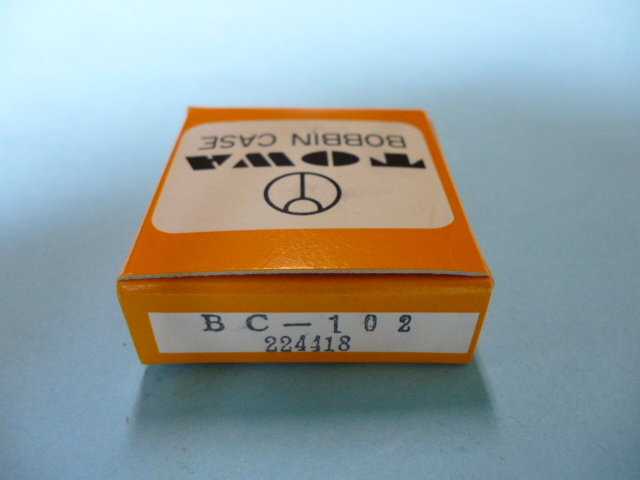 TOWA
BOBBIN CASE
BC-102
224418